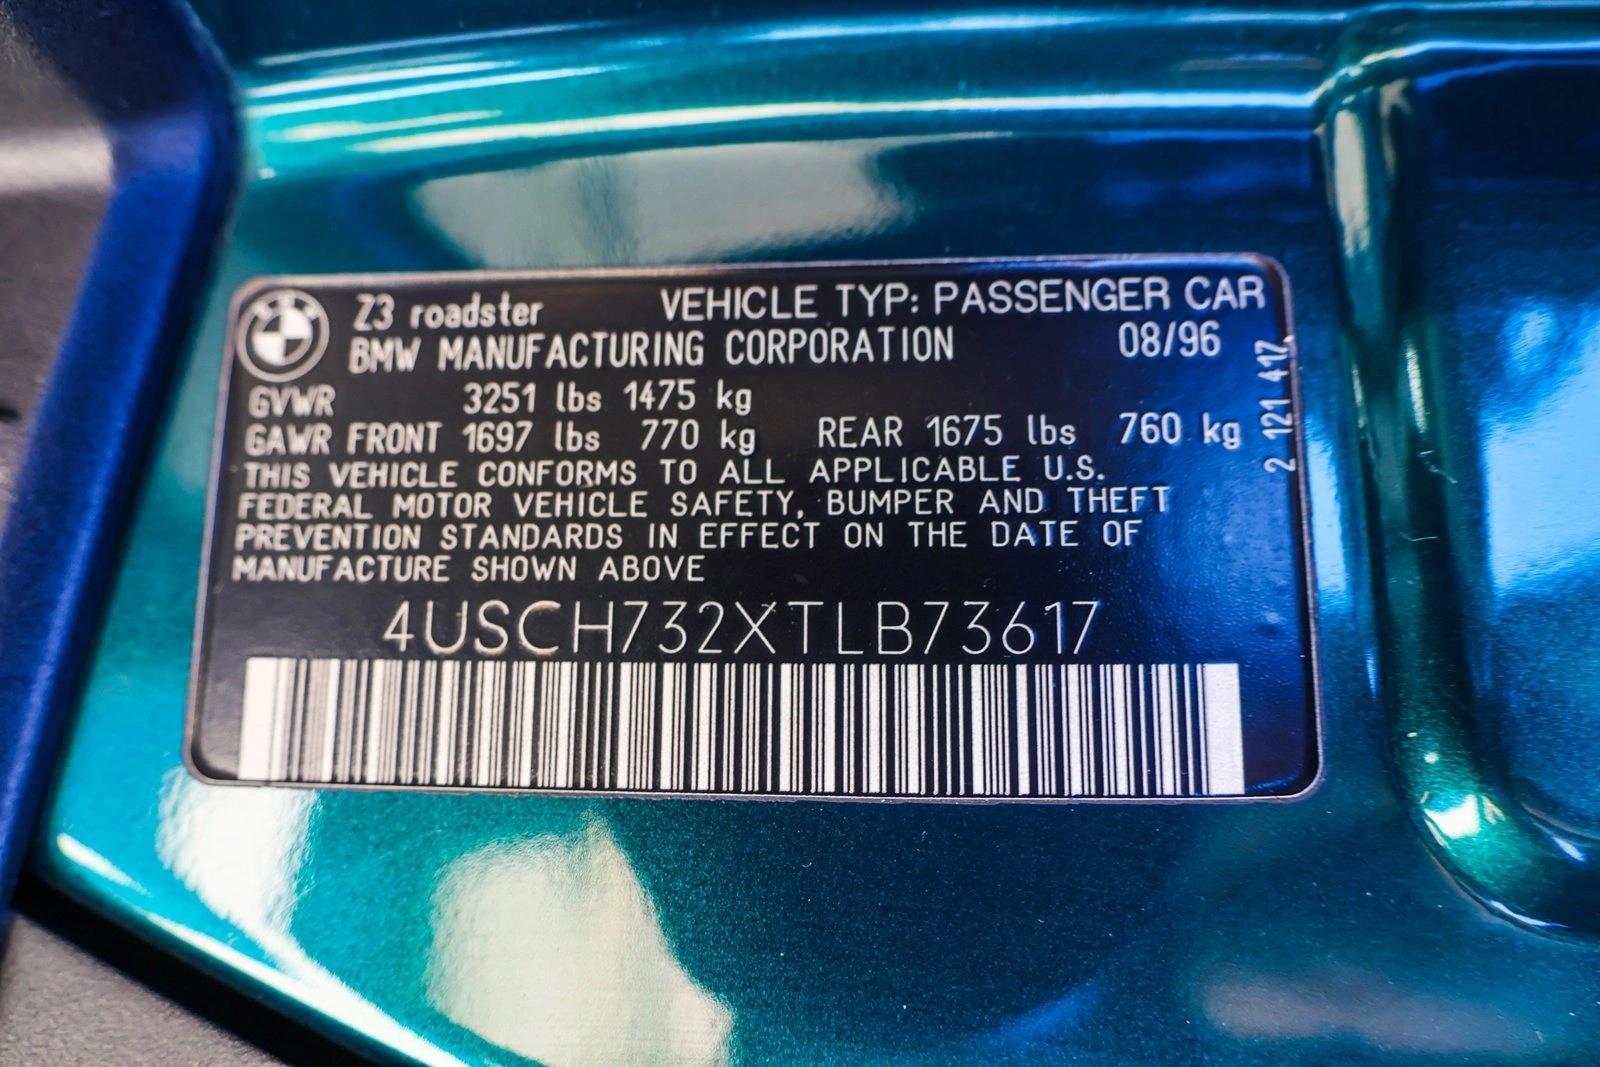 BMW
Z3 roadster VEHICLE TYP: PASSENGER CAR
BMW MANUFACTURING CORPORATION 08/96
GVWR 3251 lbs 1475 kg
GAWR FRONT 1697 lbs 770 kg REAR 1675 lbs 760 kg
THIS VEHICLE CONFORMS TO ALL APPLICABLE U.S.
FEDERAL MOTOR VEHICLE SAFETY, BUMPER AND THEFT
PREVENTION STANDARDS IN EFFECT ON THE DATE OF
MANUFACTURE SHOWN ABOVE
4USCH732XTLB73617
2 121 417